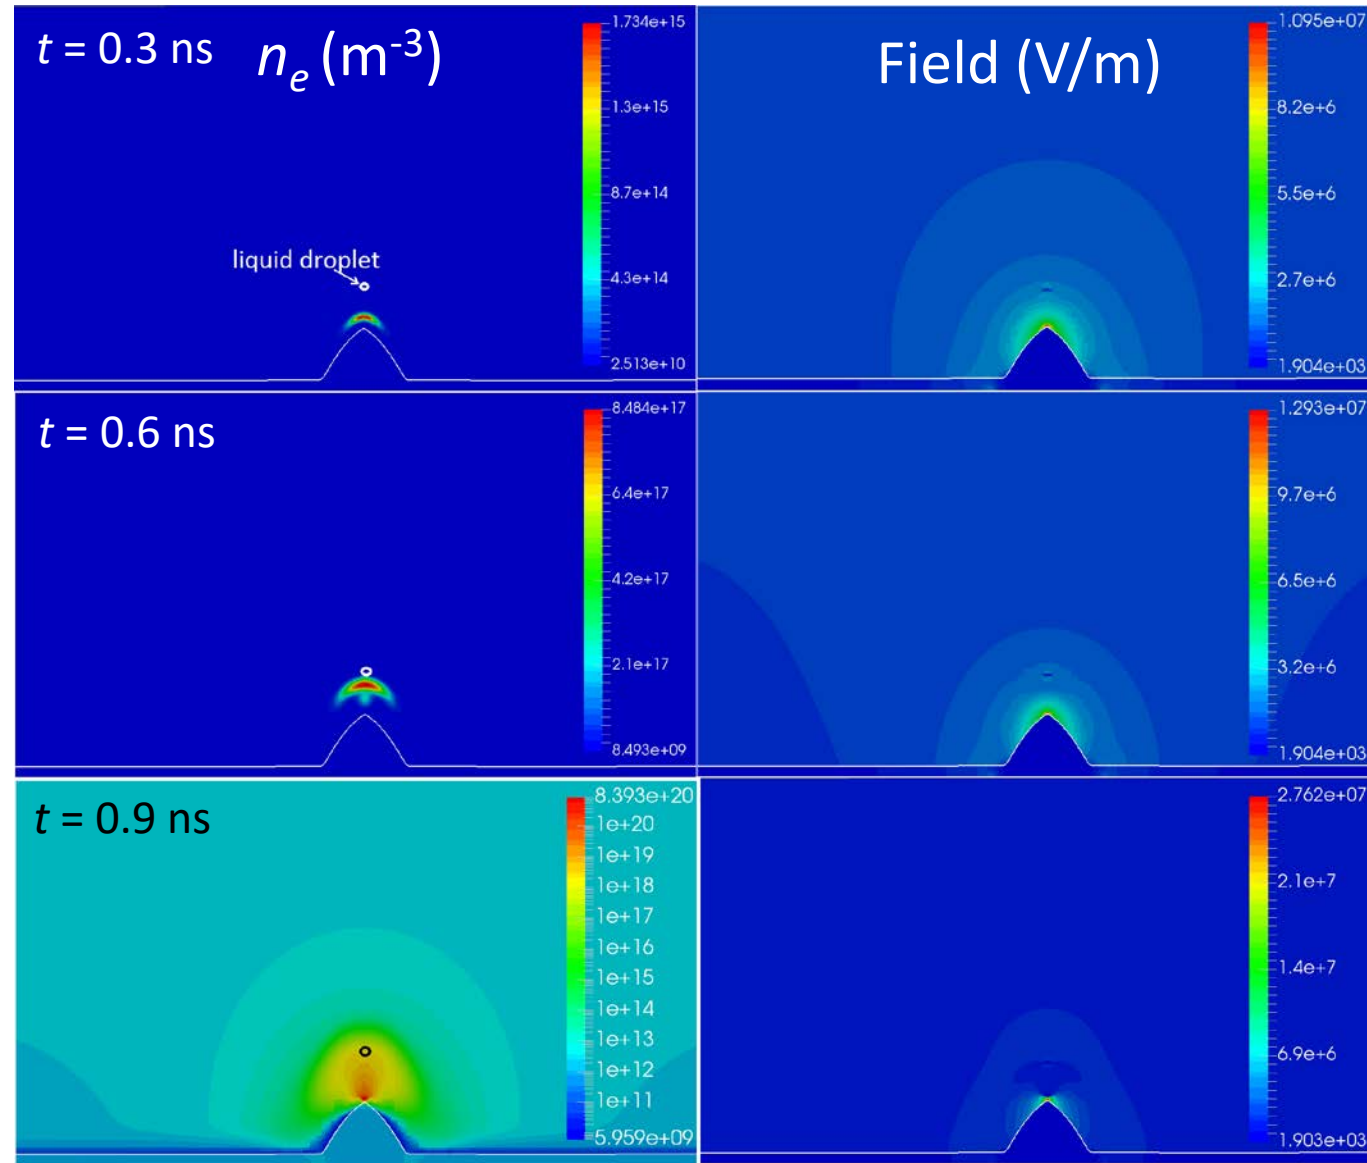 t = 0.3 ns
nₑ (m⁻³)
1.734e+15
1.3e+15
8.7e+14
4.3e+14
2.513e+10
liquid droplet
Field (V/m)
1.095e+07
8.2e+6
5.5e+6
2.7e+6
1.904e+03
t = 0.6 ns
8.484e+17
6.4e+17
4.2e+17
2.1e+17
8.493e+09
1.293e+07
9.7e+6
6.5e+6
3.2e+6
1.904e+03
t = 0.9 ns
8.393e+20
1e+20
1e+19
1e+18
1e+17
1e+16
1e+15
1e+14
1e+13
1e+12
1e+11
5.959e+09
2.762e+07
2.1e+7
1.4e+7
6.9e+6
1.903e+03